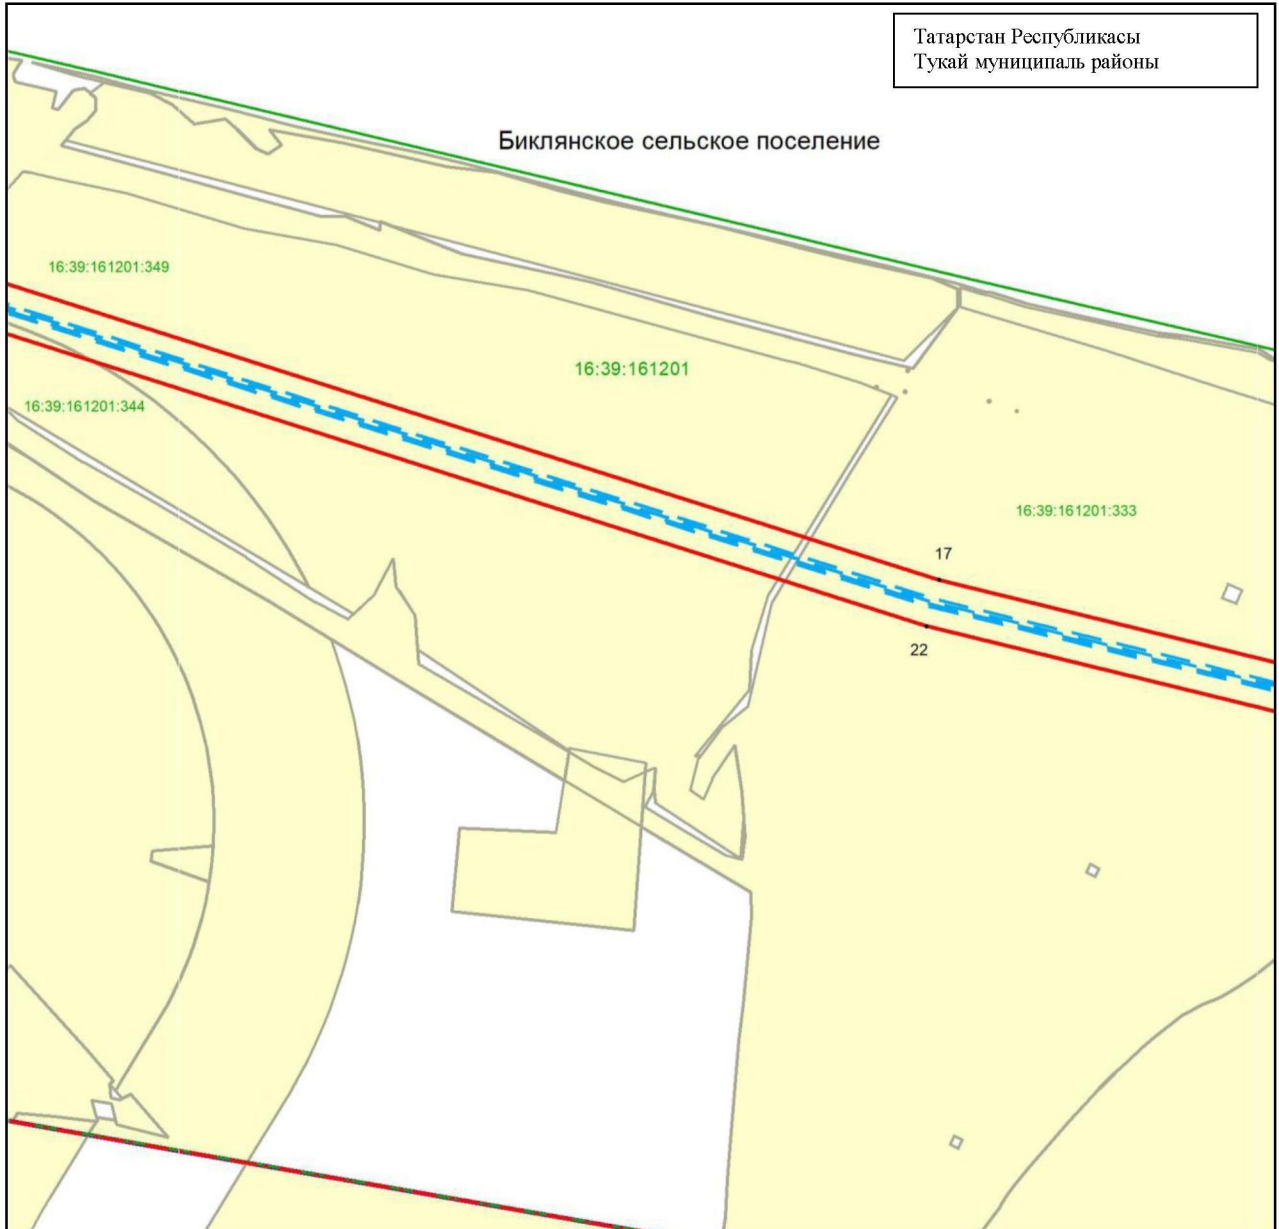 Татарстан Республикасы
Тукай муниципаль районы
Биклянское сельское поселение
16:39:161201:349
16:39:161201
16:39:161201:344
16:39:161201:333
17
22